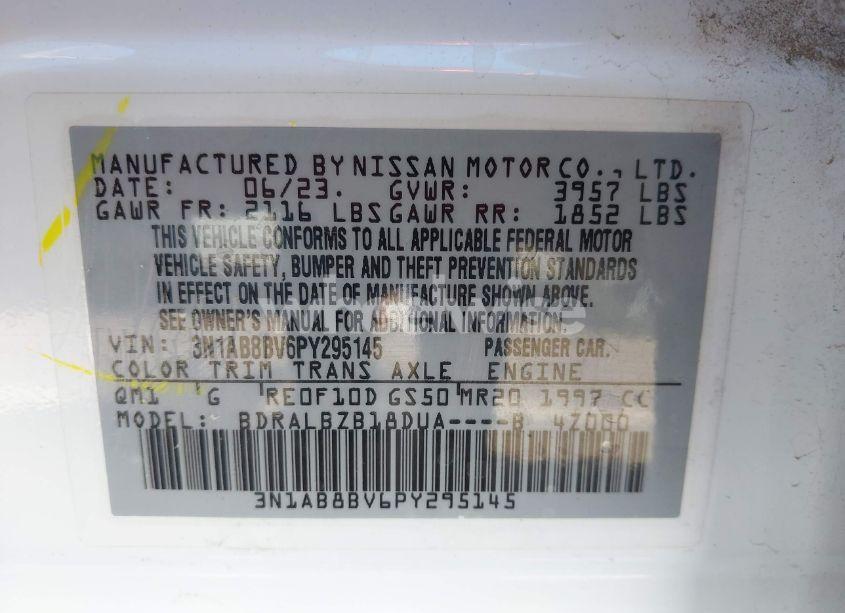 MANUFACTURED BY NISSAN MOTOR CO., LTD.
DATE: 06/23. GVWR: 3957 LBS
GAWR FR: 2116 LBS GAWR RR: 1852 LBS
THIS VEHICLE CONFORMS TO ALL APPLICABLE FEDERAL MOTOR
VEHICLE SAFETY, BUMPER AND THEFT PREVENTION STANDARDS
IN EFFECT ON THE DATE OF MANUFACTURE SHOWN ABOVE.
SEE OWNER'S MANUAL FOR ADDITIONAL INFORMATION.
VIN: 3N1AB8BV6PY295145 PASSENGER CAR.
COLOR TRIM TRANS AXLE ENGINE
QM1 G RE0F10D GS50 MR20 1997 CC
MODEL: BDRALBZB18DUA----B
3N1AB8BV6PY295145